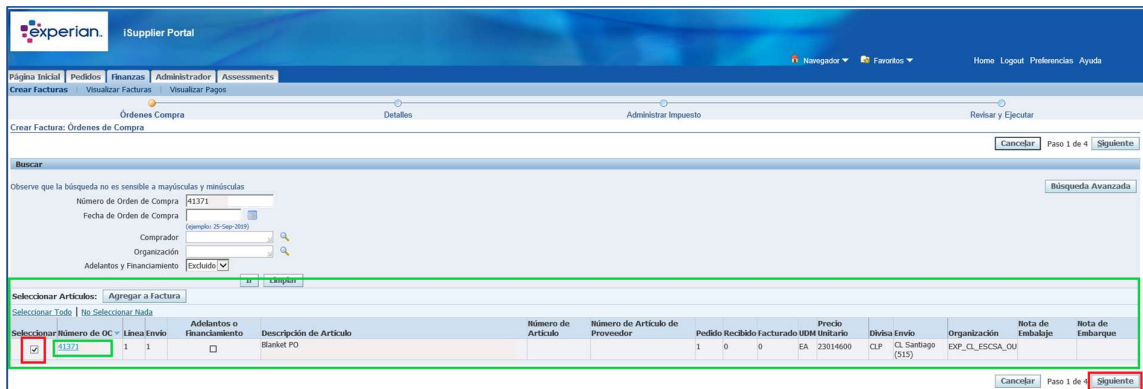 experian. iSupplier Portal
Navegador Favoritos Home Logout Preferencias Ayuda
Página Inicial Pedidos Finanzas Administrador Assessments
Crear Facturas | Visualizar Facturas | Visualizar Pagos
Órdenes Compra Detalles Administrar Impuesto Revisar y Ejecutar
Crear Factura: Órdenes de Compra
Cancelar Paso 1 de 4 Siguiente
Buscar
Observe que la búsqueda no es sensible a mayúsculas y minúsculas Búsqueda Avanzada
Número de Orden de Compra 41371
Fecha de Orden de Compra
(ejemplo: 25-Sep-2019)
Comprador
Organización
Adelantos y Financiamiento Excluido
Ir Limpiar
Seleccionar Artículos: Agregar a Factura
Seleccionar Todo | No Seleccionar Nada
Seleccionar Número de OC Línea Envío Adelantos o Financiamiento Descripción de Artículo Número de Artículo Número de Artículo de Proveedor Pedido Recibido Facturado UDM Precio Unitario Divisa Envío Organización Nota de Embalaje Nota de Embarque
41371 1 1 Blanket PO 1 0 0 EA 23014600 CLP CL Santiago (515) EXP_CL_ESCSA_OU
Cancelar Paso 1 de 4 Siguiente